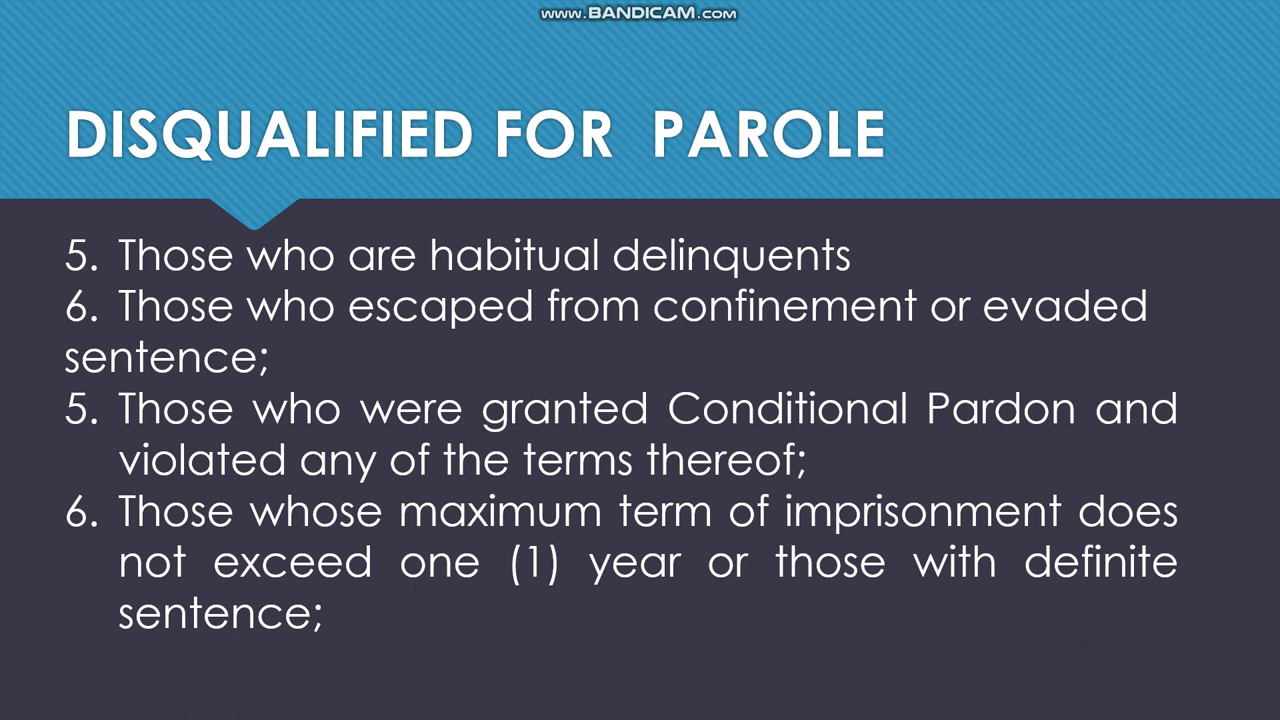 www.BANDICAM.com
DISQUALIFIED FOR PAROLE
5. Those who are habitual delinquents
6. Those who escaped from confinement or evaded
sentence;
5. Those who were granted Conditional Pardon and
violated any of the terms thereof;
6. Those whose maximum term of imprisonment does
not exceed one (1) year or those with definite
sentence;